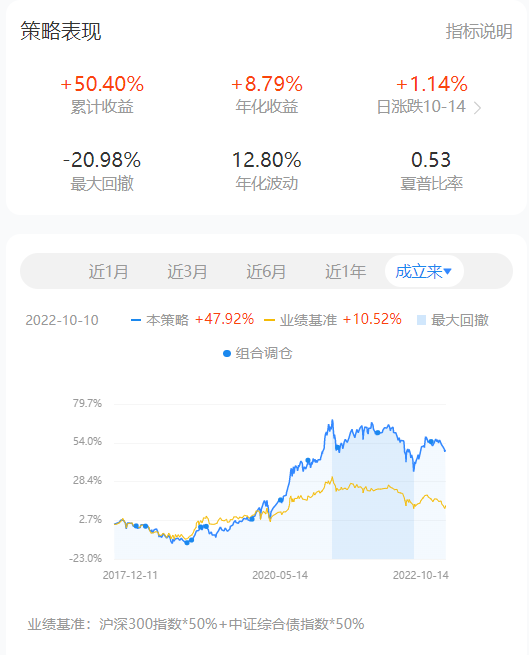 策略表现 指标说明
+50.40% +8.79% +1.14%
累计收益 年化收益 日涨跌10-14
-20.98% 12.80% 0.53
最大回撤 年化波动 夏普比率
近1月 近3月 近6月 近1年 成立来
2022-10-10 本策略 +47.92% 业绩基准 +10.52% 最大回撤
组合调仓
79.7%
54.0%
28.4%
2.7%
-23.0%
2017-12-11 2020-05-14 2022-10-14
业绩基准：沪深300指数*50%+中证综合债指数*50%